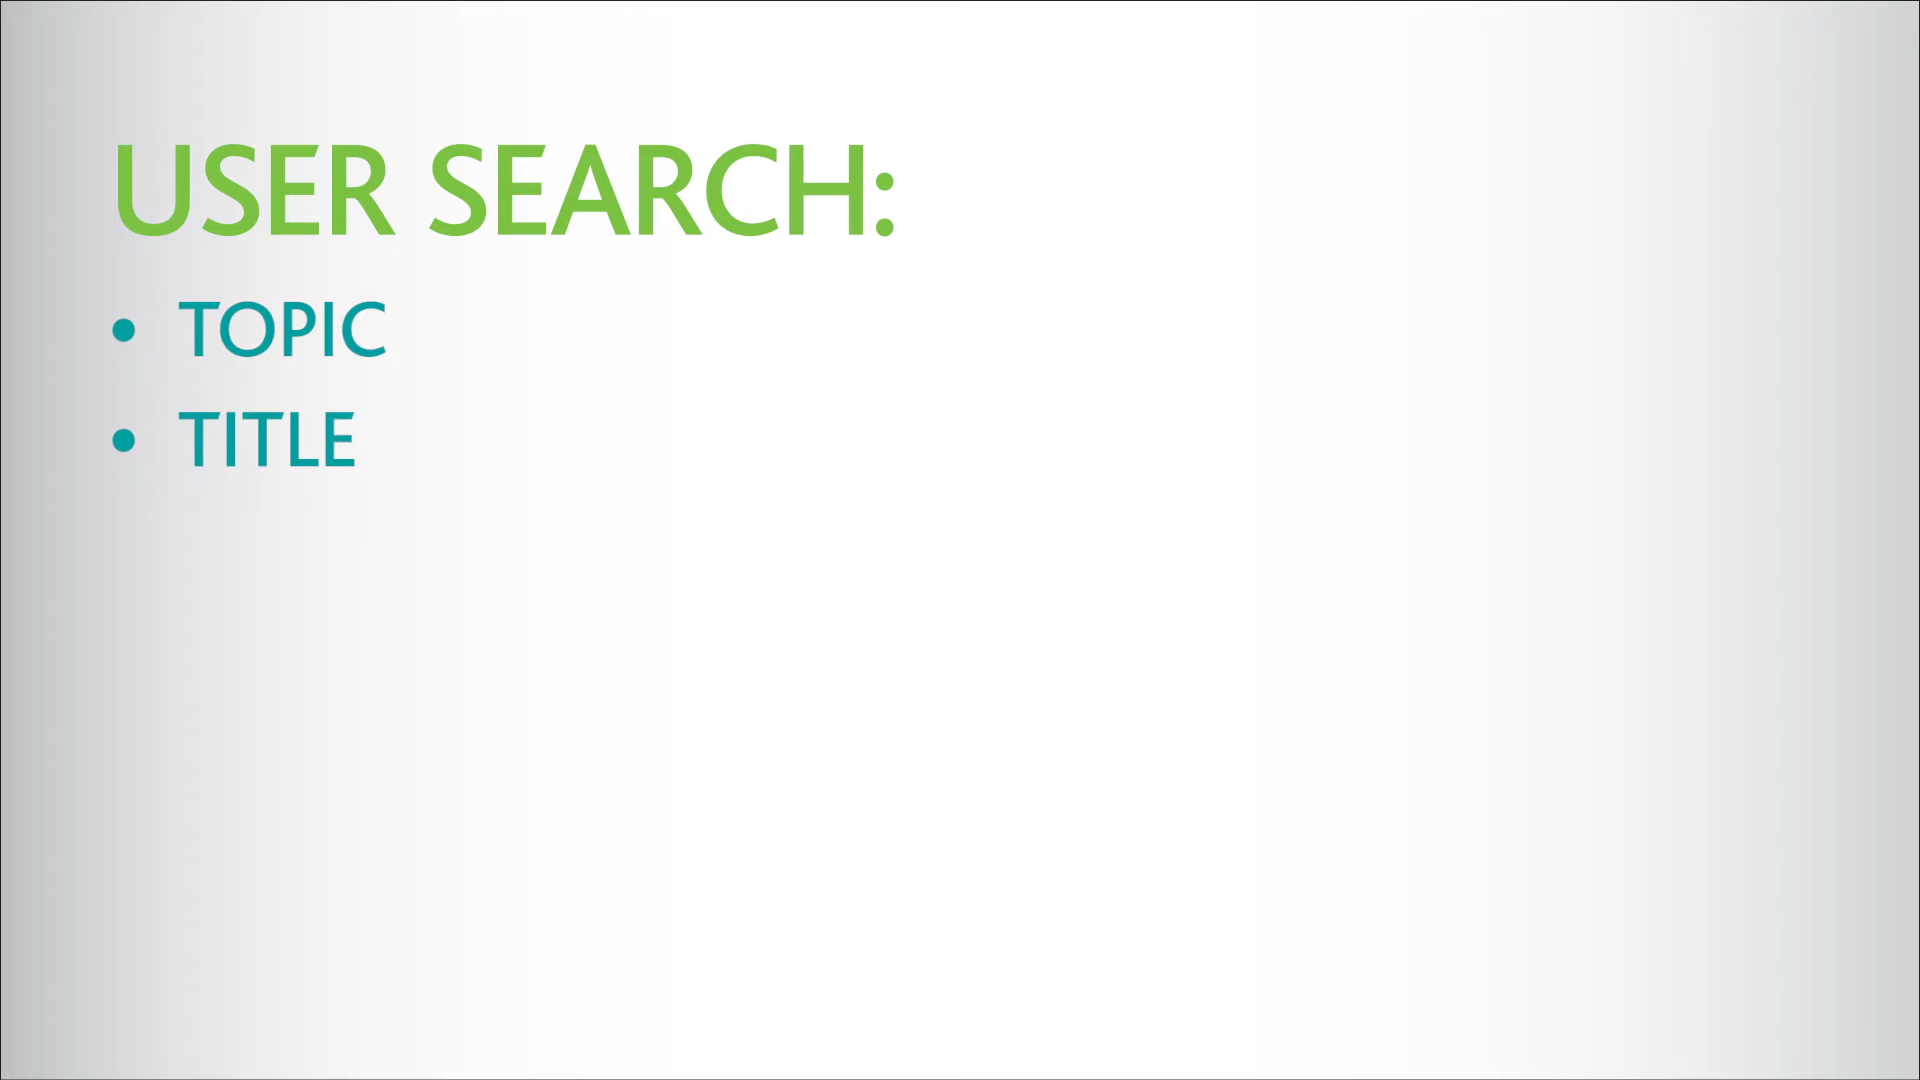 USER SEARCH:
• TOPIC
• TITLE